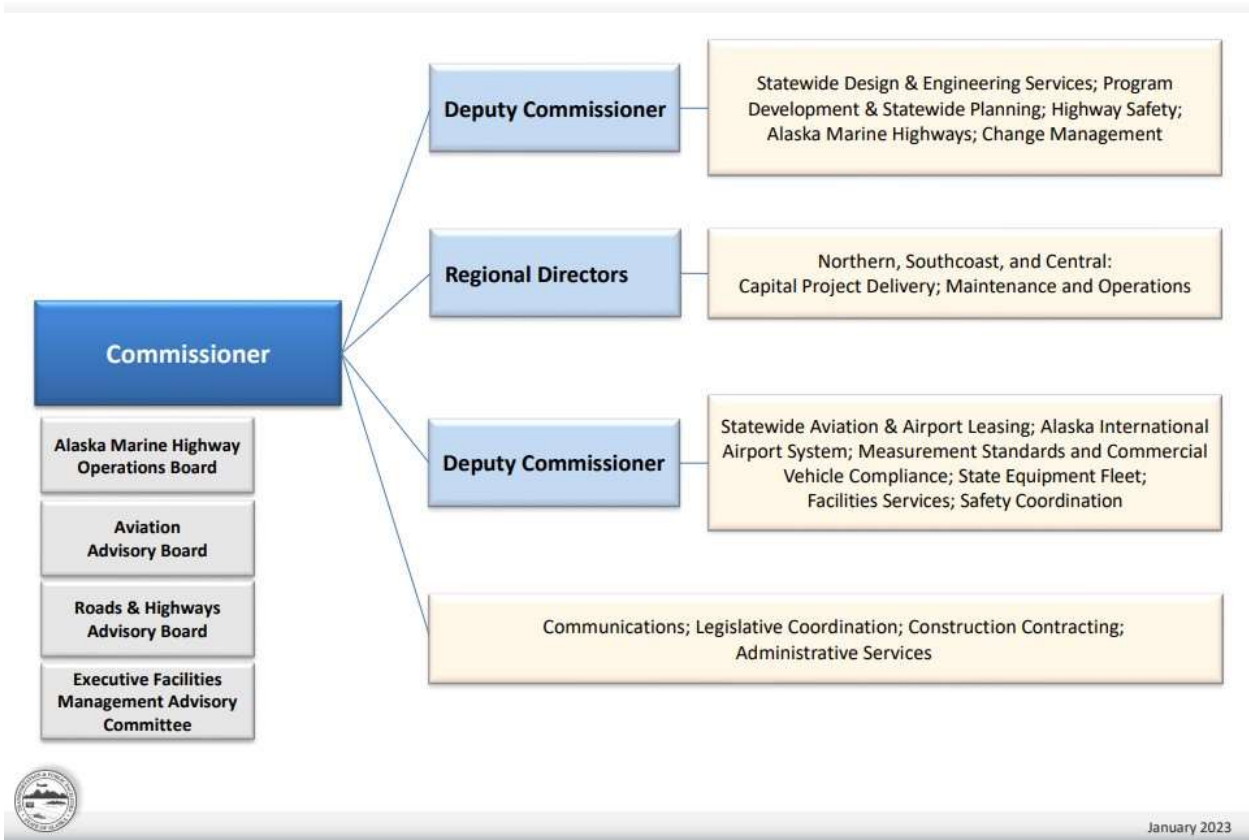 Deputy Commissioner
Statewide Design & Engineering Services; Program
Development & Statewide Planning; Highway Safety;
Alaska Marine Highways; Change Management
Regional Directors
Northern, Southcoast, and Central:
Capital Project Delivery; Maintenance and Operations
Commissioner
Alaska Marine Highway
Operations Board
Aviation
Advisory Board
Roads & Highways
Advisory Board
Executive Facilities
Management Advisory
Committee
Deputy Commissioner
Statewide Aviation & Airport Leasing; Alaska International
Airport System; Measurement Standards and Commercial
Vehicle Compliance; State Equipment Fleet;
Facilities Services; Safety Coordination
Communications; Legislative Coordination; Construction Contracting;
Administrative Services
STATE OF ALASKA
January 2023